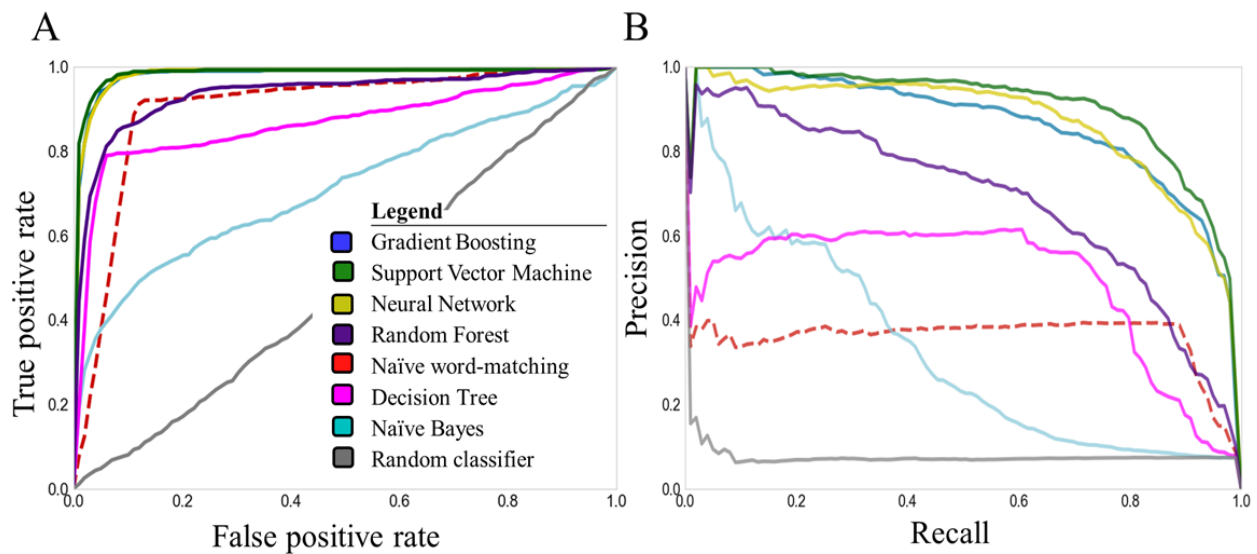 A
B
1.0
0.8
0.6
0.4
0.2
0.0
True positive rate
0.0 0.2 0.4 0.6 0.8 1.0
False positive rate
Legend
Gradient Boosting
Support Vector Machine
Neural Network
Random Forest
Naïve word-matching
Decision Tree
Naïve Bayes
Random classifier
1.0
0.8
0.6
0.4
0.2
0.0
Precision
0.0 0.2 0.4 0.6 0.8 1.0
Recall